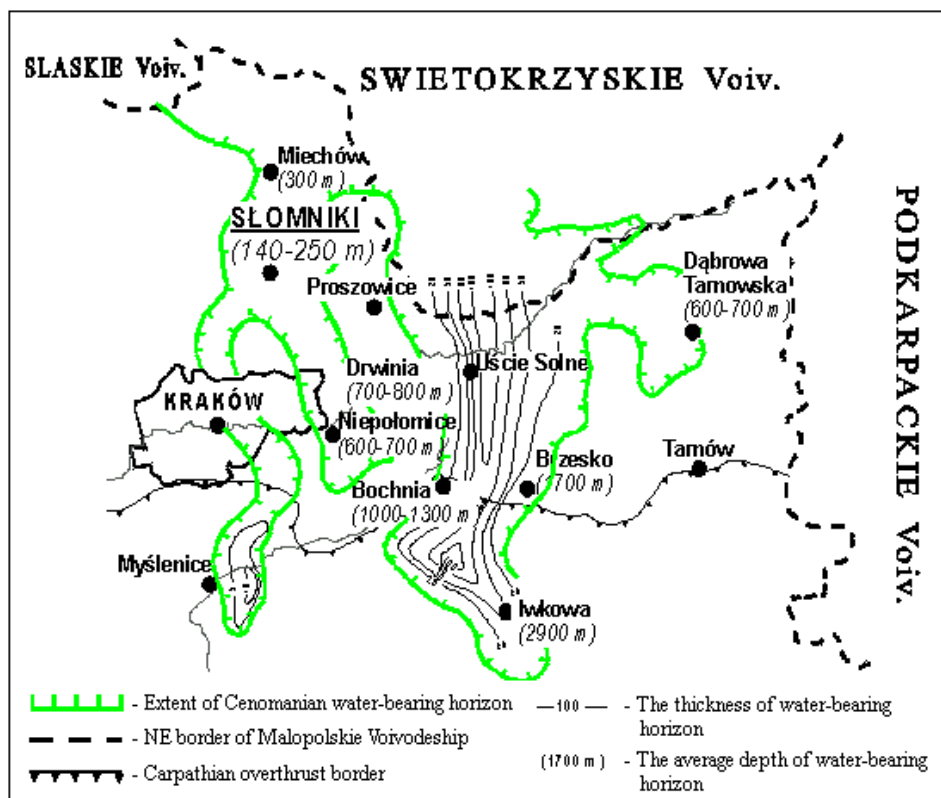 SLASKIE Voiv.
SWIETOKRZYSKIE Voiv.
Miechów
(300 m)
SŁOMNIKI
(140-250 m)
Proszowice
Dąbrowa
Tarnowska
(600-700 m)
PODKARPACKIE Voiv.
Drwinia
(700-800 m)
Uście Solne
KRAKÓW
Niepołomice
(600-700 m)
Brzesko
(1700 m)
Tarnów
Bochnia
(1000-1300 m)
Myślenice
Iwkowa
(2900 m)
- Extent of Cenomanian water-bearing horizon
- NE border of Malopolskie Voivodeship
- Carpathian overthrust border
100 - The thickness of water-bearing
horizon
(1700 m) - The average depth of water-bearing
horizon